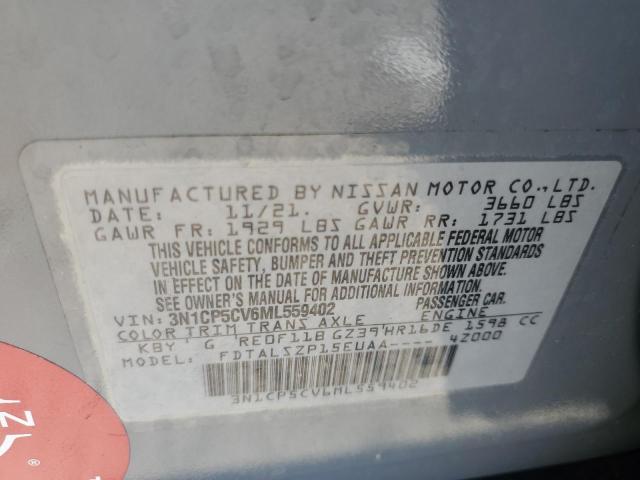 MANUFACTURED BY NISSAN MOTOR CO.,LTD.
DATE: 11/21. GVWR: 3660 LBS
GAWR FR: 1929 LBS GAWR RR: 1731 LBS
THIS VEHICLE CONFORMS TO ALL APPLICABLE FEDERAL MOTOR
VEHICLE SAFETY, BUMPER AND THEFT PREVENTION STANDARDS
IN EFFECT ON THE DATE OF MANUFACTURE SHOWN ABOVE.
SEE OWNER'S MANUAL FOR ADDITIONAL INFORMATION.
VIN: 3N1CP5CV6ML559402 PASSENGER CAR.
COLOR TRIM TRANS AXLE ENGINE
KBY G RE0F11B GZ39 HR16DE 1598 CC
FDTALSZP15EUAA---- 4Z000
3N1CP5CV6ML559402